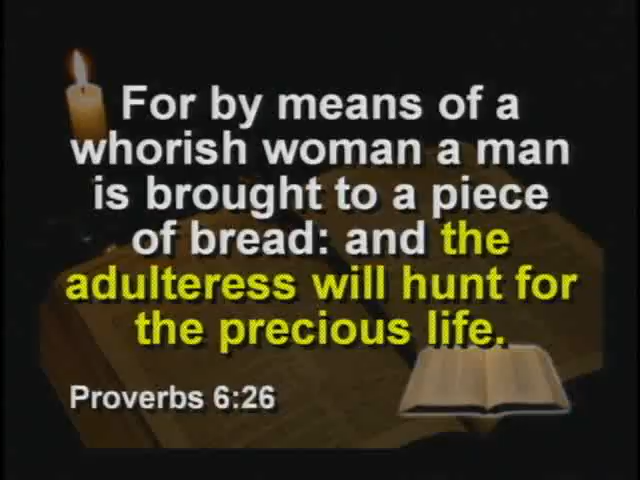 For by means of a
whorish woman a man
is brought to a piece
of bread: and the
adulteress will hunt for
the precious life.
Proverbs 6:26